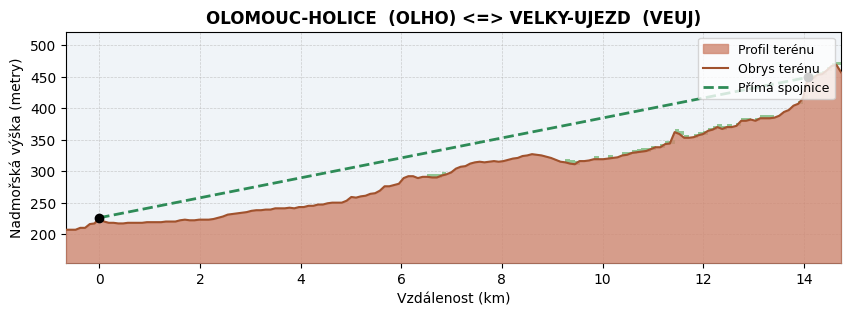 OLOMOUC-HOLICE  (OLHO) <=> VELKY-UJEZD  (VEUJ)
Nadmořská výška (metry)
500
450
400
350
300
250
200
Profil terénu
Obrys terénu
Přímá spojnice
0 2 4 6 8 10 12 14
Vzdálenost (km)